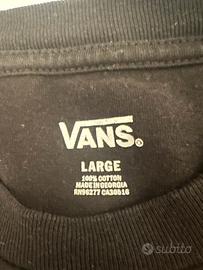 VANS®
LARGE
100% COTTON
MADE IN GEORGIA
RN96277 CA30516
subito